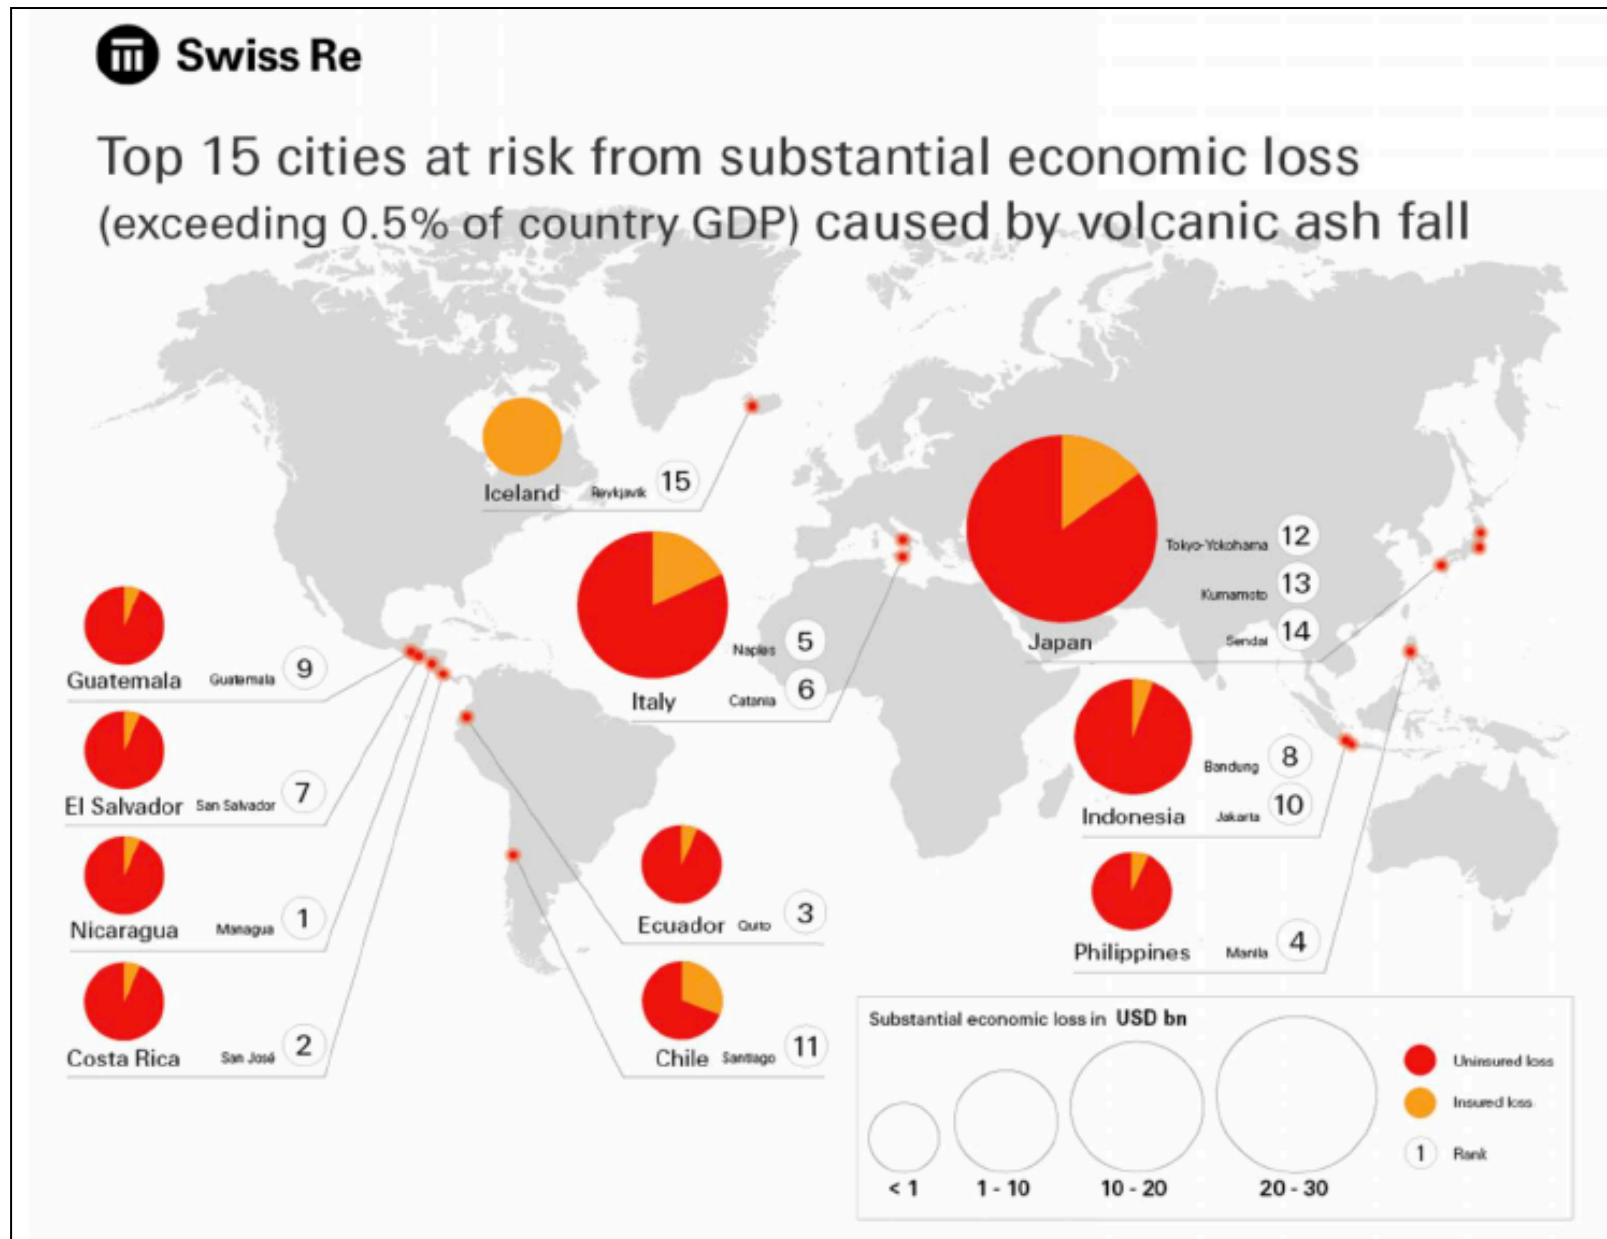 Swiss Re
Top 15 cities at risk from substantial economic loss
(exceeding 0.5% of country GDP) caused by volcanic ash fall
Iceland Reykjavik 15
Italy
Naples 5
Catania 6
Japan
Tokyo-Yokohama 12
Kumamoto 13
Sendai 14
Guatemala Guatemala 9
El Salvador San Salvador 7
Nicaragua Managua 1
Costa Rica San José 2
Ecuador Quito 3
Chile Santiago 11
Indonesia
Bandung 8
Jakarta 10
Philippines Manila 4
Substantial economic loss in USD bn
< 1
1 - 10
10 - 20
20 - 30
Uninsured loss
Insured loss
1 Rank